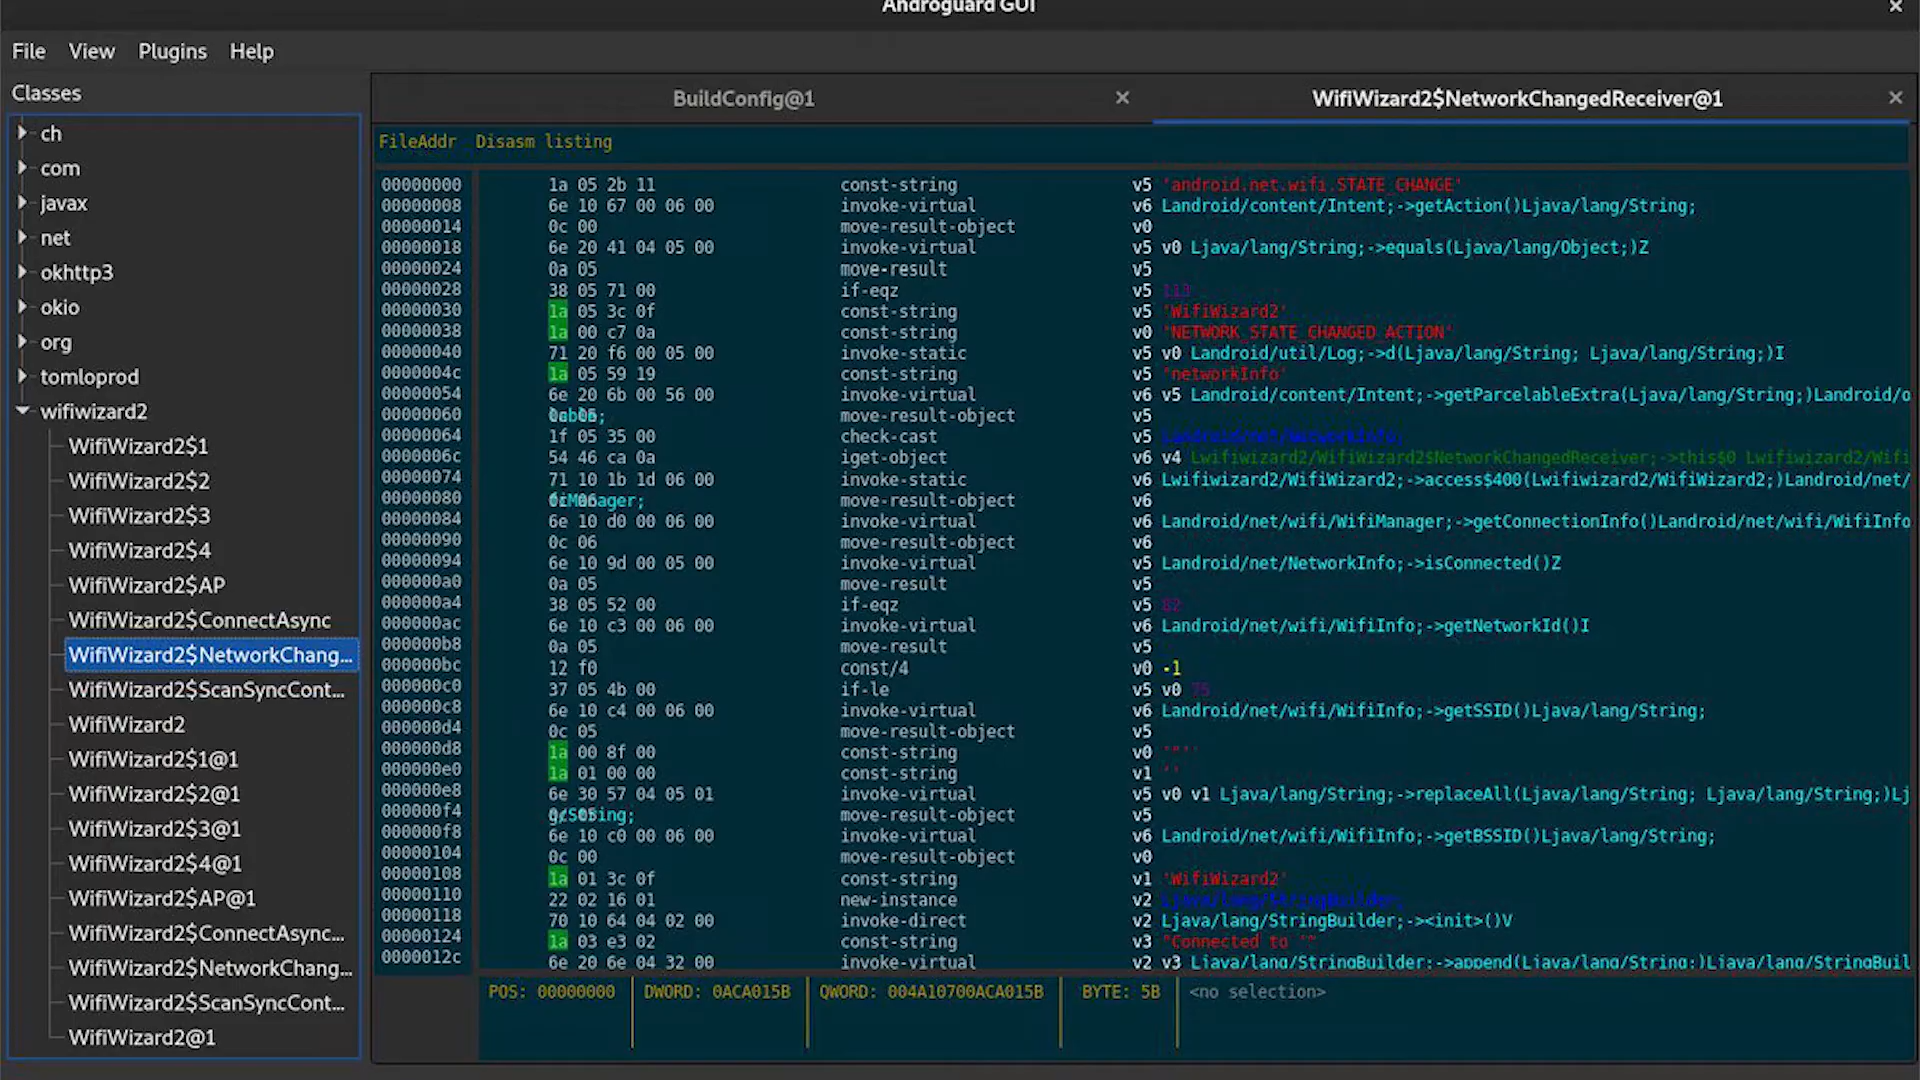 Androguard GUI
File View Plugins Help
Classes
ch
com
javax
net
okhttp3
okio
org
tomloprod
wifiwizard2
WifiWizard2$1
WifiWizard2$2
WifiWizard2$3
WifiWizard2$4
WifiWizard2$AP
WifiWizard2$ConnectAsync
WifiWizard2$NetworkChang...
WifiWizard2$ScanSyncCont...
WifiWizard2
WifiWizard2$1@1
WifiWizard2$2@1
WifiWizard2$3@1
WifiWizard2$4@1
WifiWizard2$AP@1
WifiWizard2$ConnectAsync...
WifiWizard2$NetworkChang...
WifiWizard2$ScanSyncCont...
WifiWizard2@1
BuildConfig@1 WifiWizard2$NetworkChangedReceiver@1
FileAddr Disasm listing
00000000 1a 05 2b 11 const-string v5 'android.net.wifi.STATE_CHANGE'
00000008 6e 10 67 00 06 00 invoke-virtual v6 Landroid/content/Intent;->getAction()Ljava/lang/String;
00000014 0c 00 move-result-object v0
00000018 6e 20 41 04 05 00 invoke-virtual v5 v0 Ljava/lang/String;->equals(Ljava/lang/Object;)Z
00000024 0a 05 move-result v5
00000028 38 05 71 00 if-eqz v5 113
00000030 1a 05 3c 0f const-string v5 'WifiWizard2'
00000038 1a 00 c7 0a const-string v0 'NETWORK_STATE_CHANGED_ACTION'
00000040 71 20 f6 00 05 00 invoke-static v5 v0 Landroid/util/Log;->d(Ljava/lang/String; Ljava/lang/String;)I
0000004c 1a 05 59 19 const-string v5 'networkInfo'
00000054 6e 20 6b 00 56 00 invoke-virtual v6 v5 Landroid/content/Intent;->getParcelableExtra(Ljava/lang/String;)Landroid/o
00000060 move-result-object v5
00000064 1f 05 35 00 check-cast v5 Landroid/net/NetworkInfo;
0000006c 54 46 ca 0a iget-object v6 v4 Lwifiwizard2/WifiWizard2$NetworkChangedReceiver;->this$0 Lwifiwizard2/Wifi
00000074 71 10 1b 1d 06 00 invoke-static v6 Lwifiwizard2/WifiWizard2;->access$400(Lwifiwizard2/WifiWizard2;)Landroid/net/
00000080 move-result-object v6
00000084 6e 10 d0 00 06 00 invoke-virtual v6 Landroid/net/wifi/WifiManager;->getConnectionInfo()Landroid/net/wifi/WifiInfo
00000090 0c 06 move-result-object v6
00000094 6e 10 9d 00 05 00 invoke-virtual v5 Landroid/net/NetworkInfo;->isConnected()Z
000000a0 0a 05 move-result v5
000000a4 38 05 52 00 if-eqz v5 82
000000ac 6e 10 c3 00 06 00 invoke-virtual v6 Landroid/net/wifi/WifiInfo;->getNetworkId()I
000000b8 0a 05 move-result v5
000000bc 12 f0 const/4 v0 -1
000000c0 37 05 4b 00 if-le v5 v0 75
000000c8 6e 10 c4 00 06 00 invoke-virtual v6 Landroid/net/wifi/WifiInfo;->getSSID()Ljava/lang/String;
000000d4 0c 05 move-result-object v5
000000d8 1a 00 8f 00 const-string v0 '"'
000000e0 1a 01 00 00 const-string v1 ''
000000e8 6e 30 57 04 05 01 invoke-virtual v5 v0 v1 Ljava/lang/String;->replaceAll(Ljava/lang/String; Ljava/lang/String;)Lj
000000f4 move-result-object v5
000000f8 6e 10 c0 00 06 00 invoke-virtual v6 Landroid/net/wifi/WifiInfo;->getBSSID()Ljava/lang/String;
00000104 0c 00 move-result-object v0
00000108 1a 01 3c 0f const-string v1 'WifiWizard2'
00000110 22 02 16 01 new-instance v2 Ljava/lang/StringBuilder;
00000118 70 10 64 04 02 00 invoke-direct v2 Ljava/lang/StringBuilder;-><init>()V
00000124 1a 03 e3 02 const-string v3 "Connected to '"
0000012c 6e 20 6e 04 32 00 invoke-virtual v2 v3 Ljava/lang/StringBuilder;->append(Ljava/lang/String;)Ljava/lang/StringBuil
POS: 00000000 DWORD: 0ACA015B QWORD: 004A10700ACA015B BYTE: 5B <no selection>